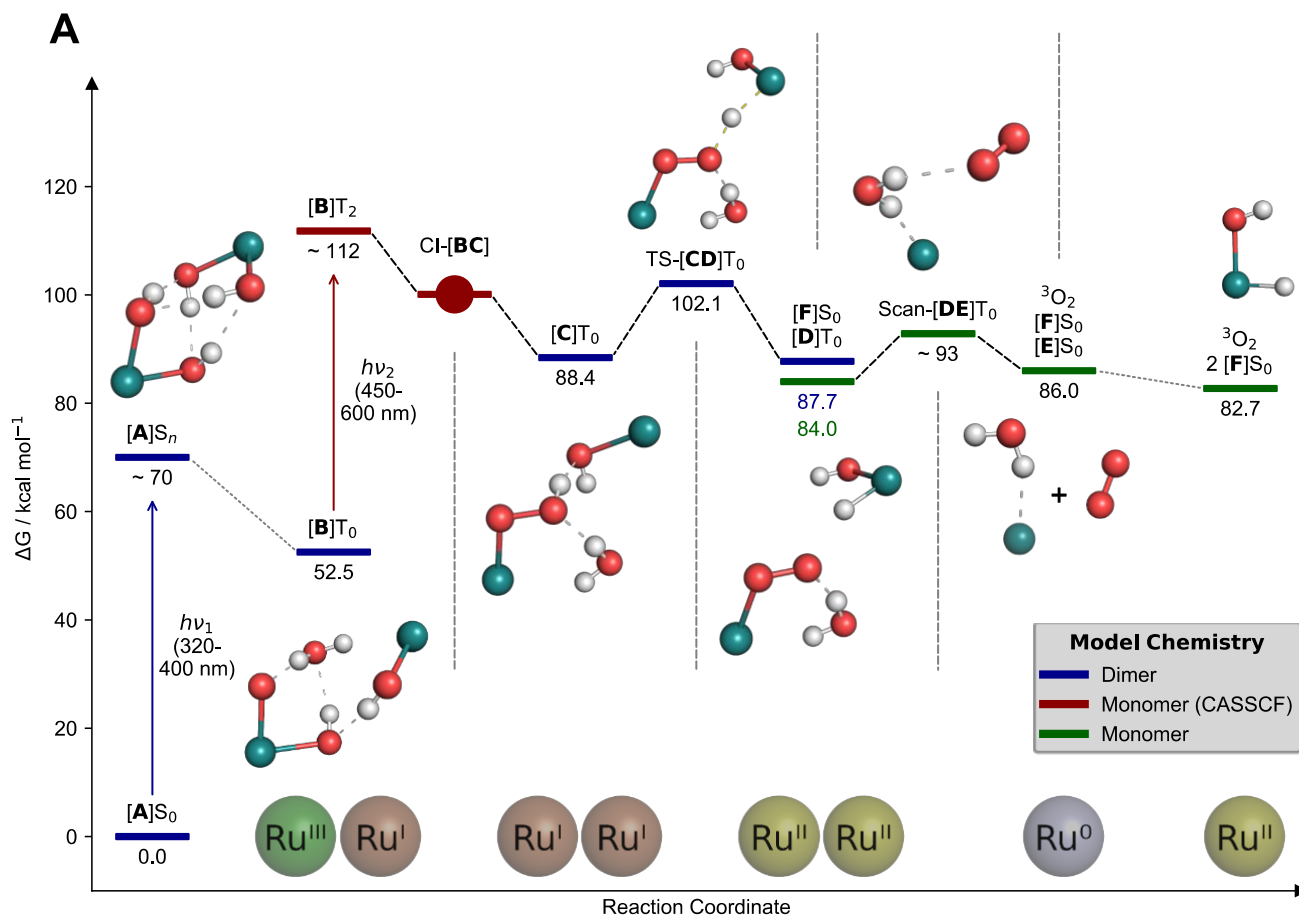 A
ΔG / kcal mol⁻¹
120
100
80
60
40
20
0
[A]Sₙ
~ 70
hν₁
(320-
400 nm)
[A]S₀
0.0
[B]T₂
~ 112
hν₂
(450-
600 nm)
[B]T₀
52.5
CI-[BC]
[C]T₀
88.4
TS-[CD]T₀
102.1
[F]S₀
[D]T₀
87.7
84.0
Scan-[DE]T₀
~ 93
³O₂
[F]S₀
[E]S₀
86.0
+
³O₂
2 [F]S₀
82.7
Model Chemistry
Dimer
Monomer (CASSCF)
Monomer
Ruᴵᴵᴵ Ruᴵ Ruᴵ Ruᴵ Ruᴵᴵ Ruᴵᴵ Ru⁰ Ruᴵᴵ
Reaction Coordinate